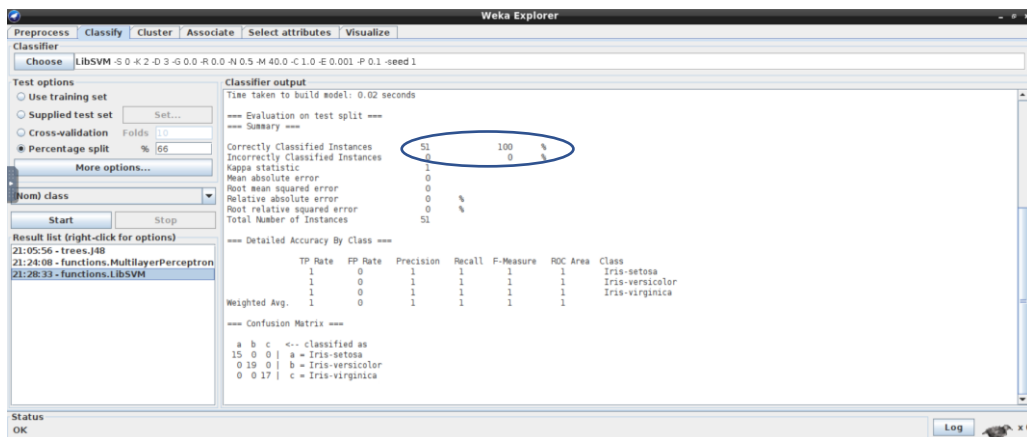 Weka Explorer
Preprocess Classify Cluster Associate Select attributes Visualize
Classifier
Choose LibSVM -S 0 -K 2 -D 3 -G 0.0 -R 0.0 -N 0.5 -M 40.0 -C 1.0 -E 0.001 -P 0.1 -seed 1
Test options
Use training set
Supplied test set Set...
Cross-validation Folds 10
Percentage split % 66
More options...
(Nom) class
Start Stop
Result list (right-click for options)
21:05:56 - trees.J48
21:24:08 - functions.MultilayerPerceptron
21:28:33 - functions.LibSVM
Classifier output
Time taken to build model: 0.02 seconds
=== Evaluation on test split ===
=== Summary ===
Correctly Classified Instances 51 100 %
Incorrectly Classified Instances 0 0 %
Kappa statistic 1
Mean absolute error 0
Root mean squared error 0
Relative absolute error 0 %
Root relative squared error 0 %
Total Number of Instances 51
=== Detailed Accuracy By Class ===
TP Rate FP Rate Precision Recall F-Measure ROC Area Class
1 0 1 1 1 1 Iris-setosa
1 0 1 1 1 1 Iris-versicolor
1 0 1 1 1 1 Iris-virginica
Weighted Avg. 1 0 1 1 1 1
=== Confusion Matrix ===
a b c <-- classified as
15 0 0 | a = Iris-setosa
0 19 0 | b = Iris-versicolor
0 0 17 | c = Iris-virginica
Status
OK
Log